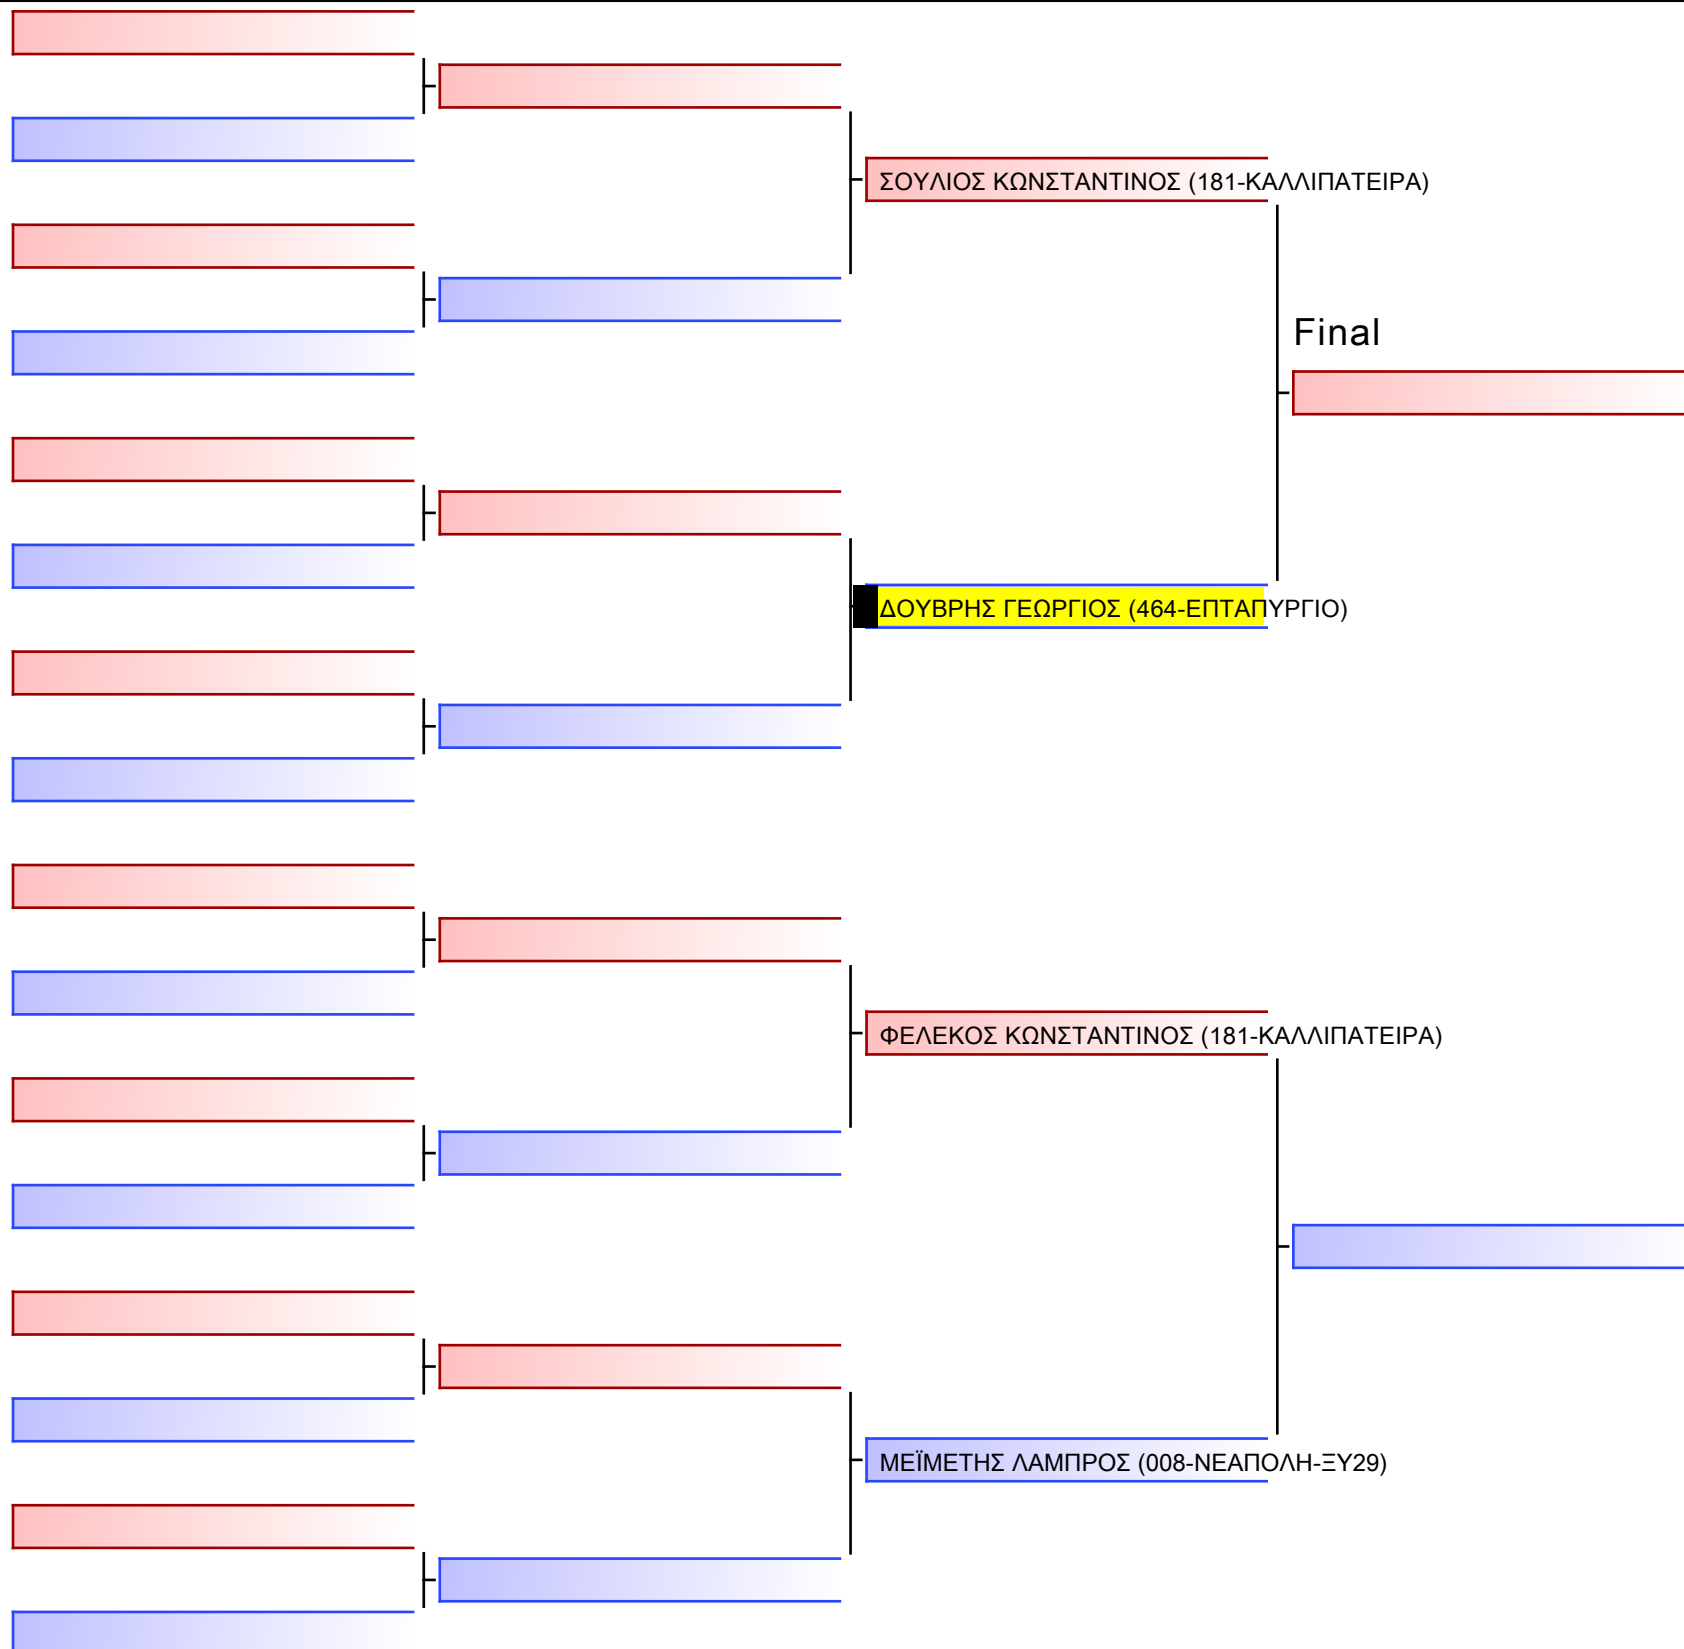 ΣΟΥΛΙΟΣ ΚΩΝΣΤΑΝΤΙΝΟΣ (181-ΚΑΛΛΙΠΑΤΕΙΡΑ)
Final
ΔΟΥΒΡΗΣ ΓΕΩΡΓΙΟΣ (464-ΕΠΤΑΠΥΡΓΙΟ)
ΦΕΛΕΚΟΣ ΚΩΝΣΤΑΝΤΙΝΟΣ (181-ΚΑΛΛΙΠΑΤΕΙΡΑ)
ΜΕΪΜΕΤΗΣ ΛΑΜΠΡΟΣ (008-ΝΕΑΠΟΛΗ-ΞΥ29)